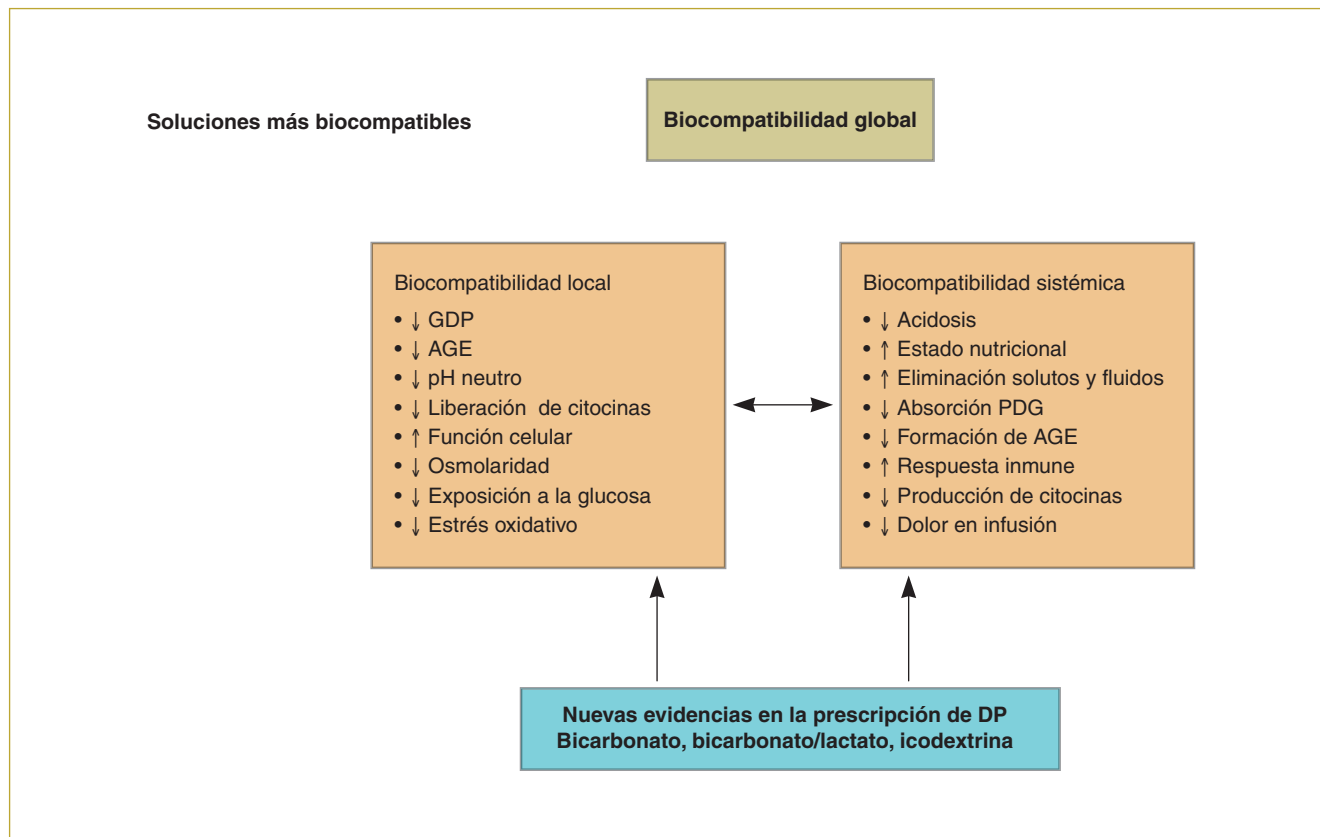 Soluciones más biocompatibles
Biocompatibilidad global
Biocompatibilidad local
• ↓ GDP
• ↓ AGE
• ↓ pH neutro
• ↓ Liberación de citocinas
• ↑ Función celular
• ↓ Osmolaridad
• ↓ Exposición a la glucosa
• ↓ Estrés oxidativo
Biocompatibilidad sistémica
• ↓ Acidosis
• ↑ Estado nutricional
• ↑ Eliminación solutos y fluidos
• ↓ Absorción PDG
• ↓ Formación de AGE
• ↑ Respuesta inmune
• ↓ Producción de citocinas
• ↓ Dolor en infusión
Nuevas evidencias en la prescripción de DP
Bicarbonato, bicarbonato/lactato, icodextrina